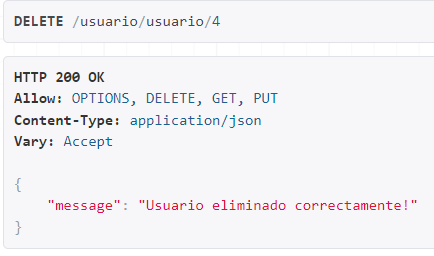 DELETE /usuario/usuario/4
HTTP 200 OK
Allow: OPTIONS, DELETE, GET, PUT
Content-Type: application/json
Vary: Accept
{
    "message": "Usuario eliminado correctamente!"
}